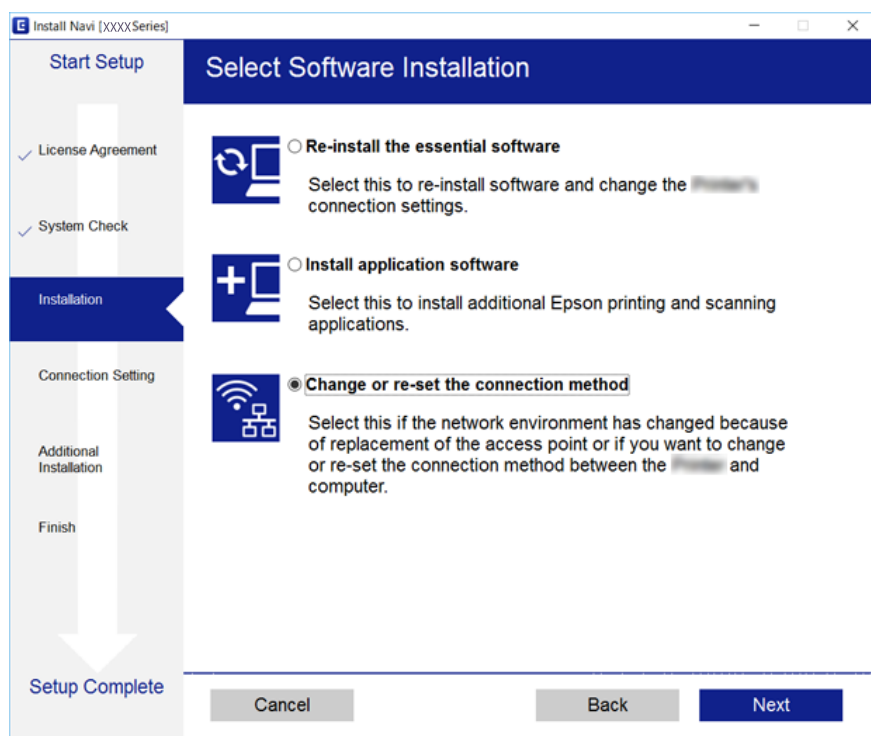 Install Navi [XXXX Series]
Start Setup
License Agreement
System Check
Installation
Connection Setting
Additional
Installation
Finish
Setup Complete
Select Software Installation
Re-install the essential software
Select this to re-install software and change the
connection settings.
Install application software
Select this to install additional Epson printing and scanning
applications.
Change or re-set the connection method
Select this if the network environment has changed because
of replacement of the access point or if you want to change
or re-set the connection method between the and
computer.
Cancel
Back
Next